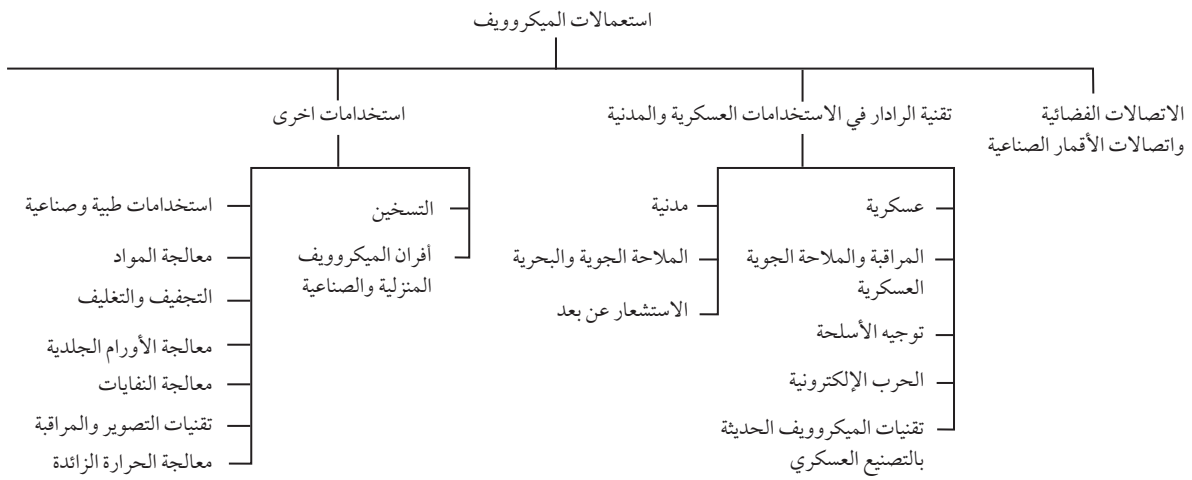 استعمالات الميكروويف
الاتصالات الفضائية
واتصالات الأقمار الصناعية
تقنية الرادار في الاستخدامات العسكرية والمدنية
عسكرية
المراقبة والملاحة الجوية
العسكرية
توجيه الأسلحة
الحرب الإلكترونية
تقنيات الميكروويف الحديثة
بالتصنيع العسكري
مدنية
الملاحة الجوية والبحرية
الاستشعار عن بعد
استخدامات اخرى
التسخين
أفران الميكروويف
المنزلية والصناعية
استخدامات طبية وصناعية
معالجة المواد
التجفيف والتغليف
معالجة الأورام الجلدية
معالجة النفايات
تقنيات التصوير والمراقبة
معالجة الحرارة الزائدة